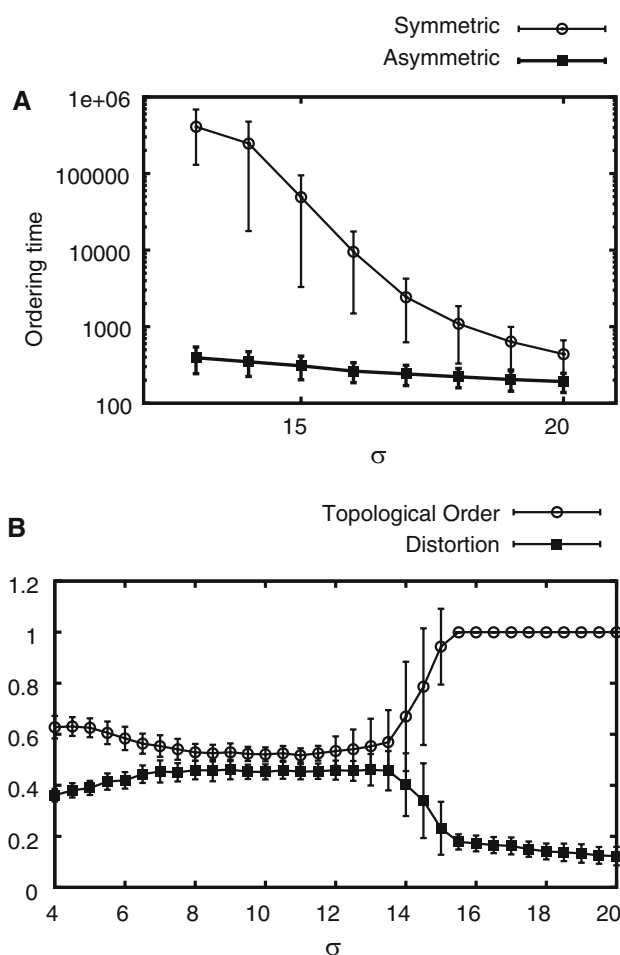 Symmetric
Asymmetric
A
1e+06
100000
10000
1000
100
Ordering time
15 20
σ
Topological Order
Distortion
B
1.2
1
0.8
0.6
0.4
0.2
0
4 6 8 10 12 14 16 18 20
σ